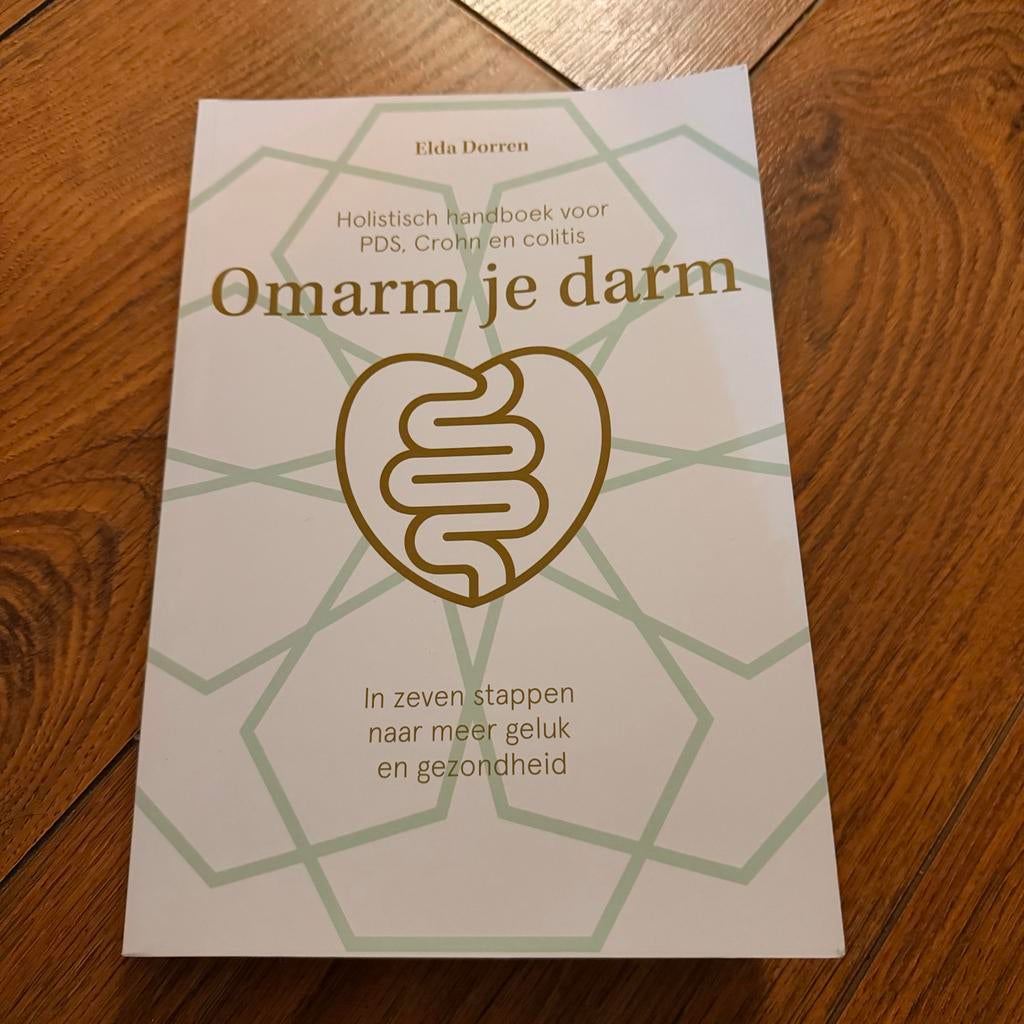 Elda Dorren
Holistisch handboek voor
PDS, Crohn en colitis
Omarm je darm
In zeven stappen
naar meer geluk
en gezondheid